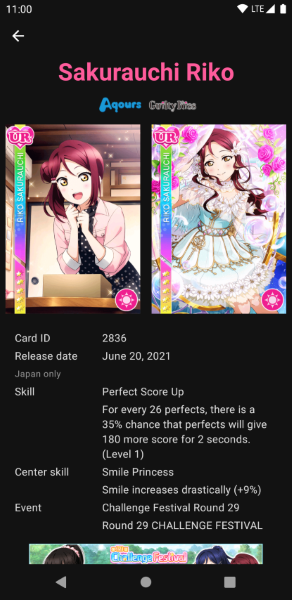 11:00
LTE
Sakurauchi Riko
Aqours
Guilty Kiss
UR
RIKO SAKURAUCHI
UR
RIKO SAKURAUCHI
Card ID 2836
Release date June 20, 2021
Japan only
Skill Perfect Score Up
For every 26 perfects, there is a
35% chance that perfects will give
180 more score for 2 seconds.
(Level 1)
Center skill Smile Princess
Smile increases drastically (+9%)
Event Challenge Festival Round 29
Round 29 CHALLENGE FESTIVAL
Challenge Festival